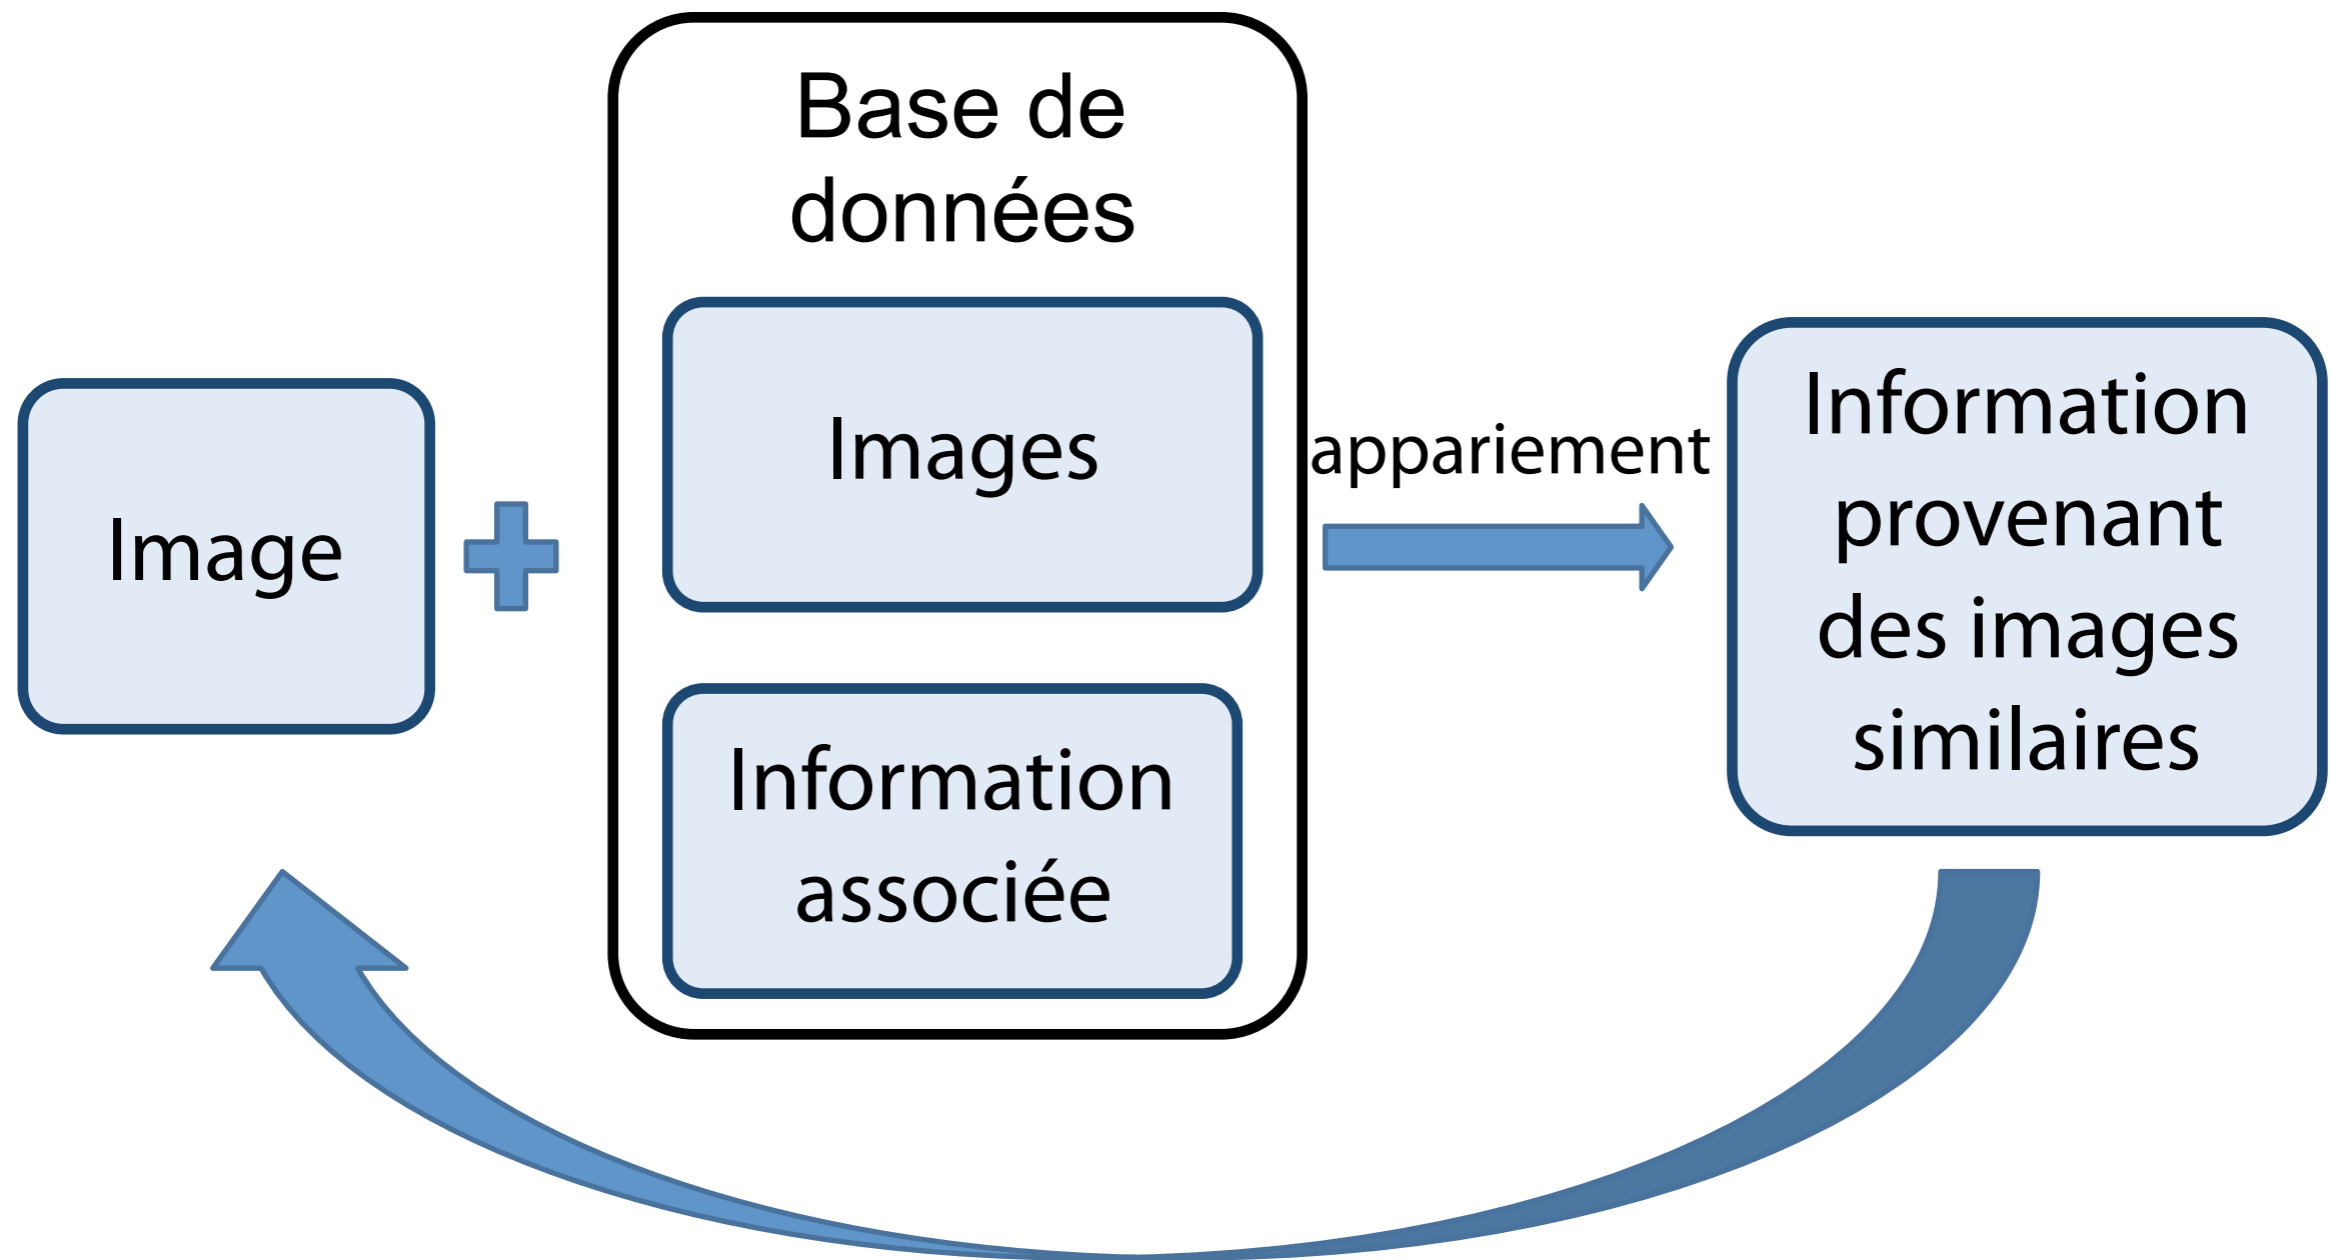 Image
Base de
données
Images
Information
associée
appariement
Information
provenant
des images
similaires